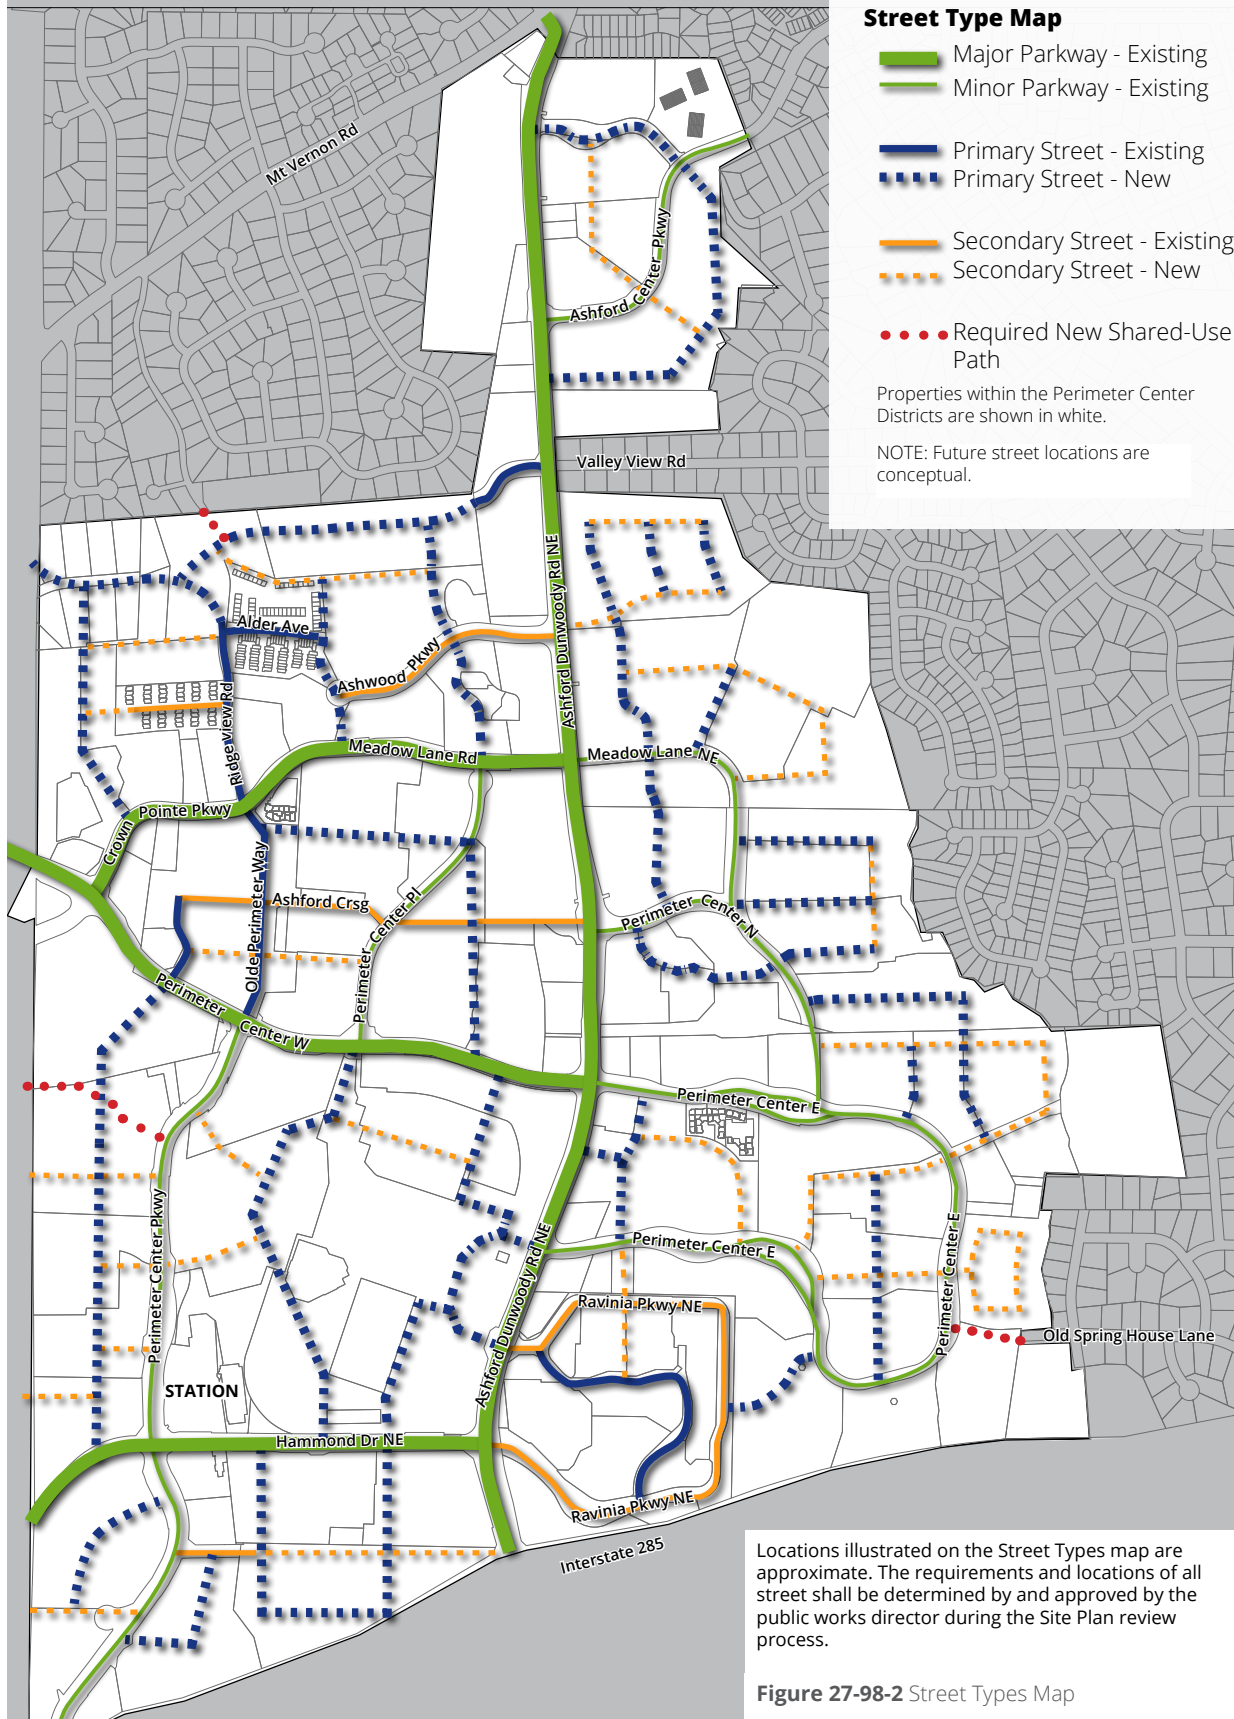 Street Type Map
Major Parkway - Existing
Minor Parkway - Existing
Primary Street - Existing
Primary Street - New
Secondary Street - Existing
Secondary Street - New
Required New Shared-Use
Path
Properties within the Perimeter Center
Districts are shown in white.
NOTE: Future street locations are
conceptual.
Mt Vernon Rd
Ashford Center Pkwy
Valley View Rd
Ashford Dunwoody Rd NE
Alder Ave
Ashwood Pkwy
Ridge View Rd
Meadow Lane Rd
Meadow Lane NE
Crown Pointe Pkwy
Olde Perimeter Way
Ashford Crsg
Perimeter Center Pl
Perimeter Center N
Perimeter Center W
Perimeter Center E
Perimeter Center Pkwy
Perimeter Center E
Perimeter Center E
Ashford Dunwoody Rd NE
Ravinia Pkwy NE
Old Spring House Lane
STATION
Hammond Dr NE
Ravinia Pkwy NE
Interstate 285
Locations illustrated on the Street Types map are
approximate. The requirements and locations of all
street shall be determined by and approved by the
public works director during the Site Plan review
process.
Figure 27-98-2 Street Types Map